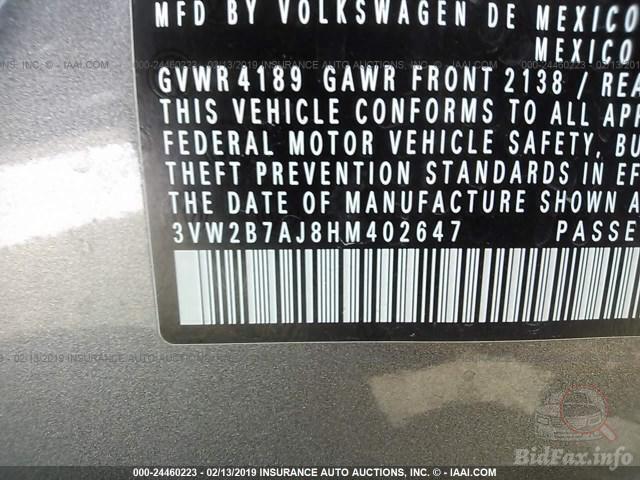 MFD BY VOLKSWAGEN DE MEXICO
MEXICO
GVWR 4189 GAWR FRONT 2138 / REA
THIS VEHICLE CONFORMS TO ALL APP
FEDERAL MOTOR VEHICLE SAFETY, BU
THEFT PREVENTION STANDARDS IN EF
THE DATE OF MANUFACTURE SHOWN A
3VW2B7AJ8HM402647 PASSE
BidFax.info
000-24460223 - 02/13/2019 INSURANCE AUTO AUCTIONS, INC. - IAAI.COM